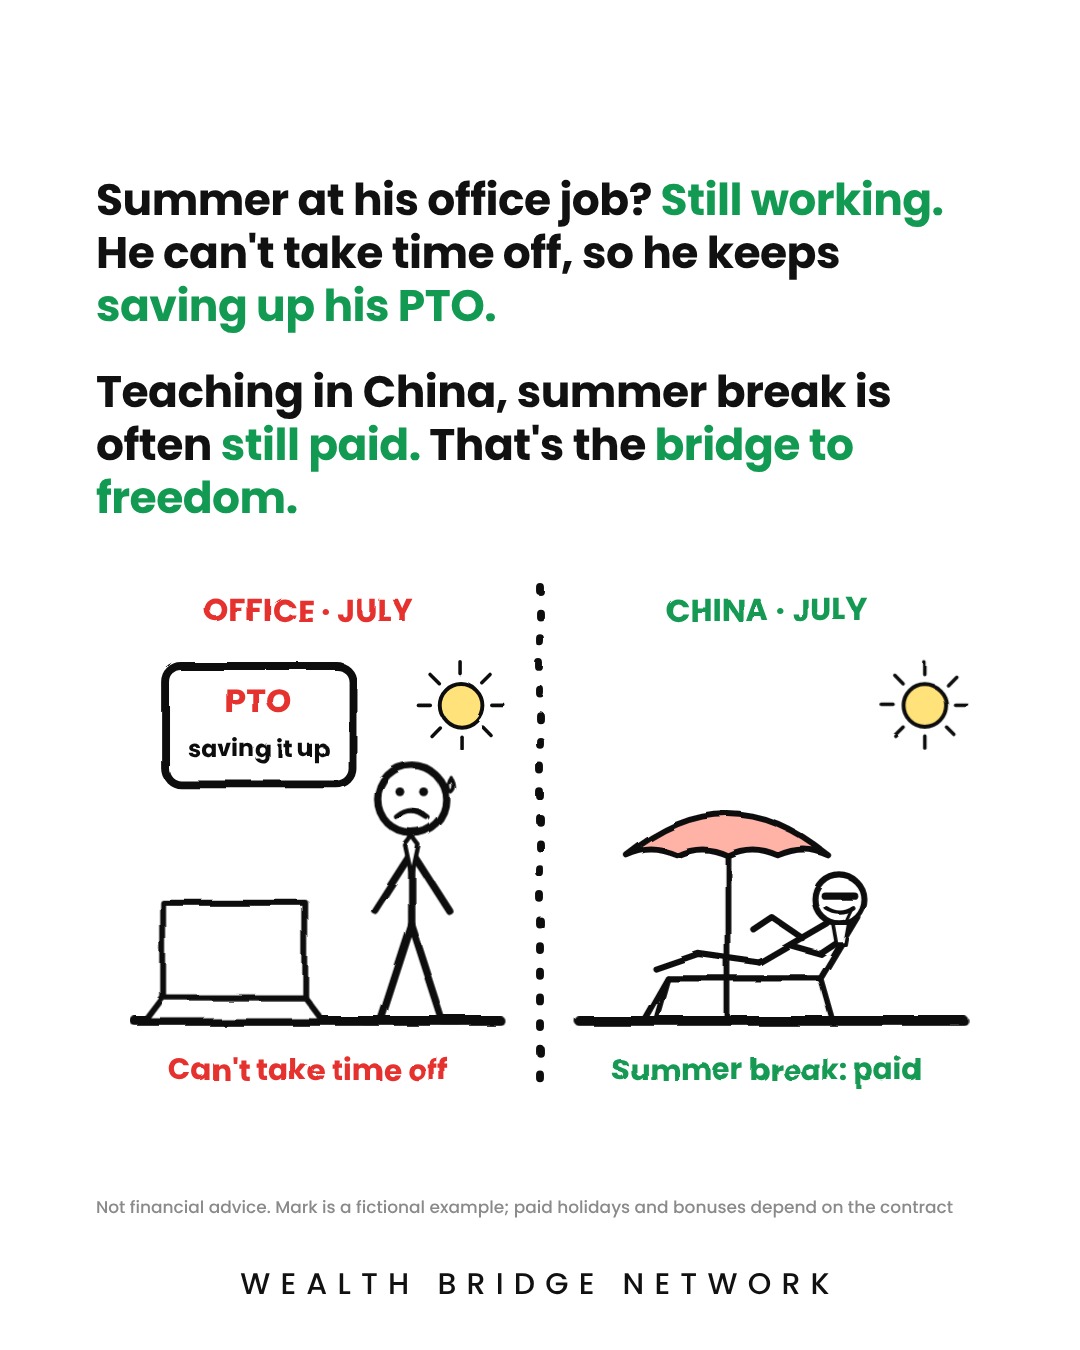 Summer at his office job? Still working.
He can't take time off, so he keeps
saving up his PTO.
Teaching in China, summer break is
often still paid. That's the bridge to
freedom.
OFFICE · JULY
CHINA · JULY
PTO
saving it up
Can't take time off
Summer break: paid
Not financial advice. Mark is a fictional example; paid holidays and bonuses depend on the contract
WEALTH BRIDGE NETWORK